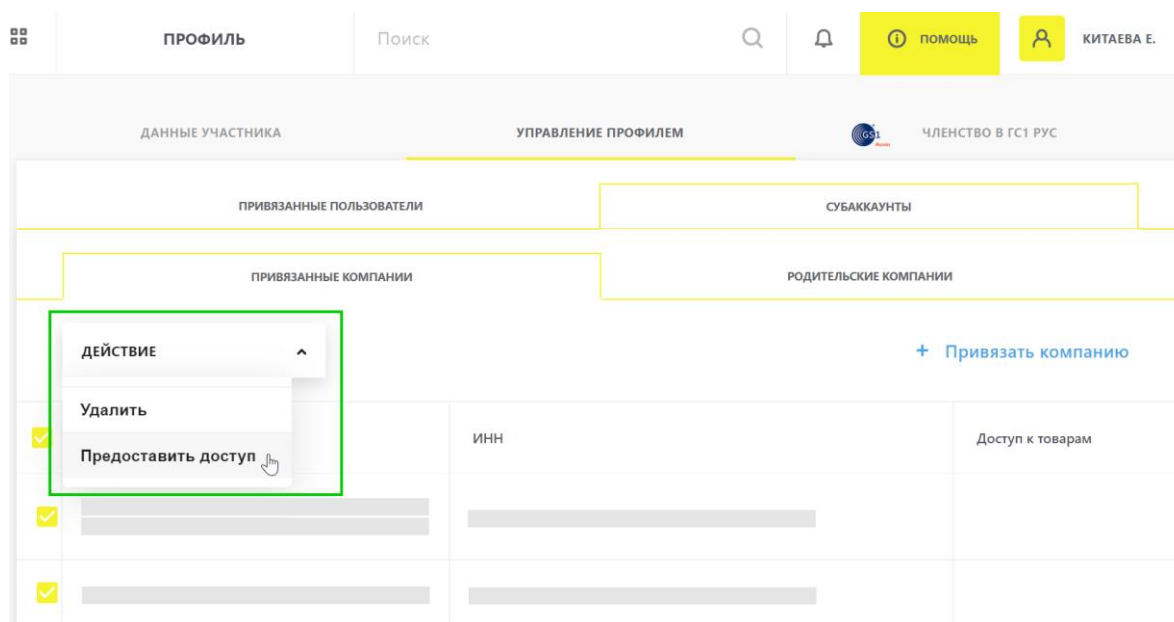 ПРОФИЛЬ Поиск ПОМОЩЬ КИТАЕВА Е.
ДАННЫЕ УЧАСТНИКА УПРАВЛЕНИЕ ПРОФИЛЕМ GS1 ЧЛЕНСТВО В ГС1 РУС
ПРИВЯЗАННЫЕ ПОЛЬЗОВАТЕЛИ СУБАККАУНТЫ
ПРИВЯЗАННЫЕ КОМПАНИИ РОДИТЕЛЬСКИЕ КОМПАНИИ
ДЕЙСТВИЕ + Привязать компанию
Удалить
ИНН Доступ к товарам
Предоставить доступ